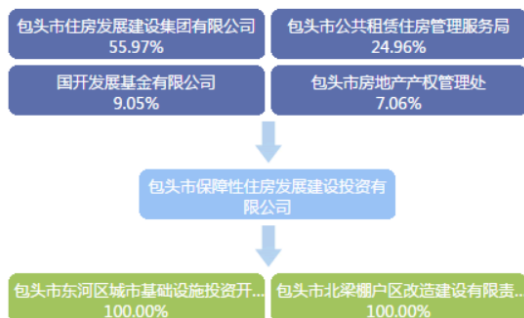 包头市住房发展建设集团有限公司
55.97%
包头市公共租赁住房管理服务局
24.96%
国开发展基金有限公司
9.05%
包头市房地产产权管理处
7.06%
包头市保障性住房发展建设投资有
限公司
包头市东河区城市基础设施投资开...
100.00%
包头市北梁棚户区改造建设有限责...
100.00%